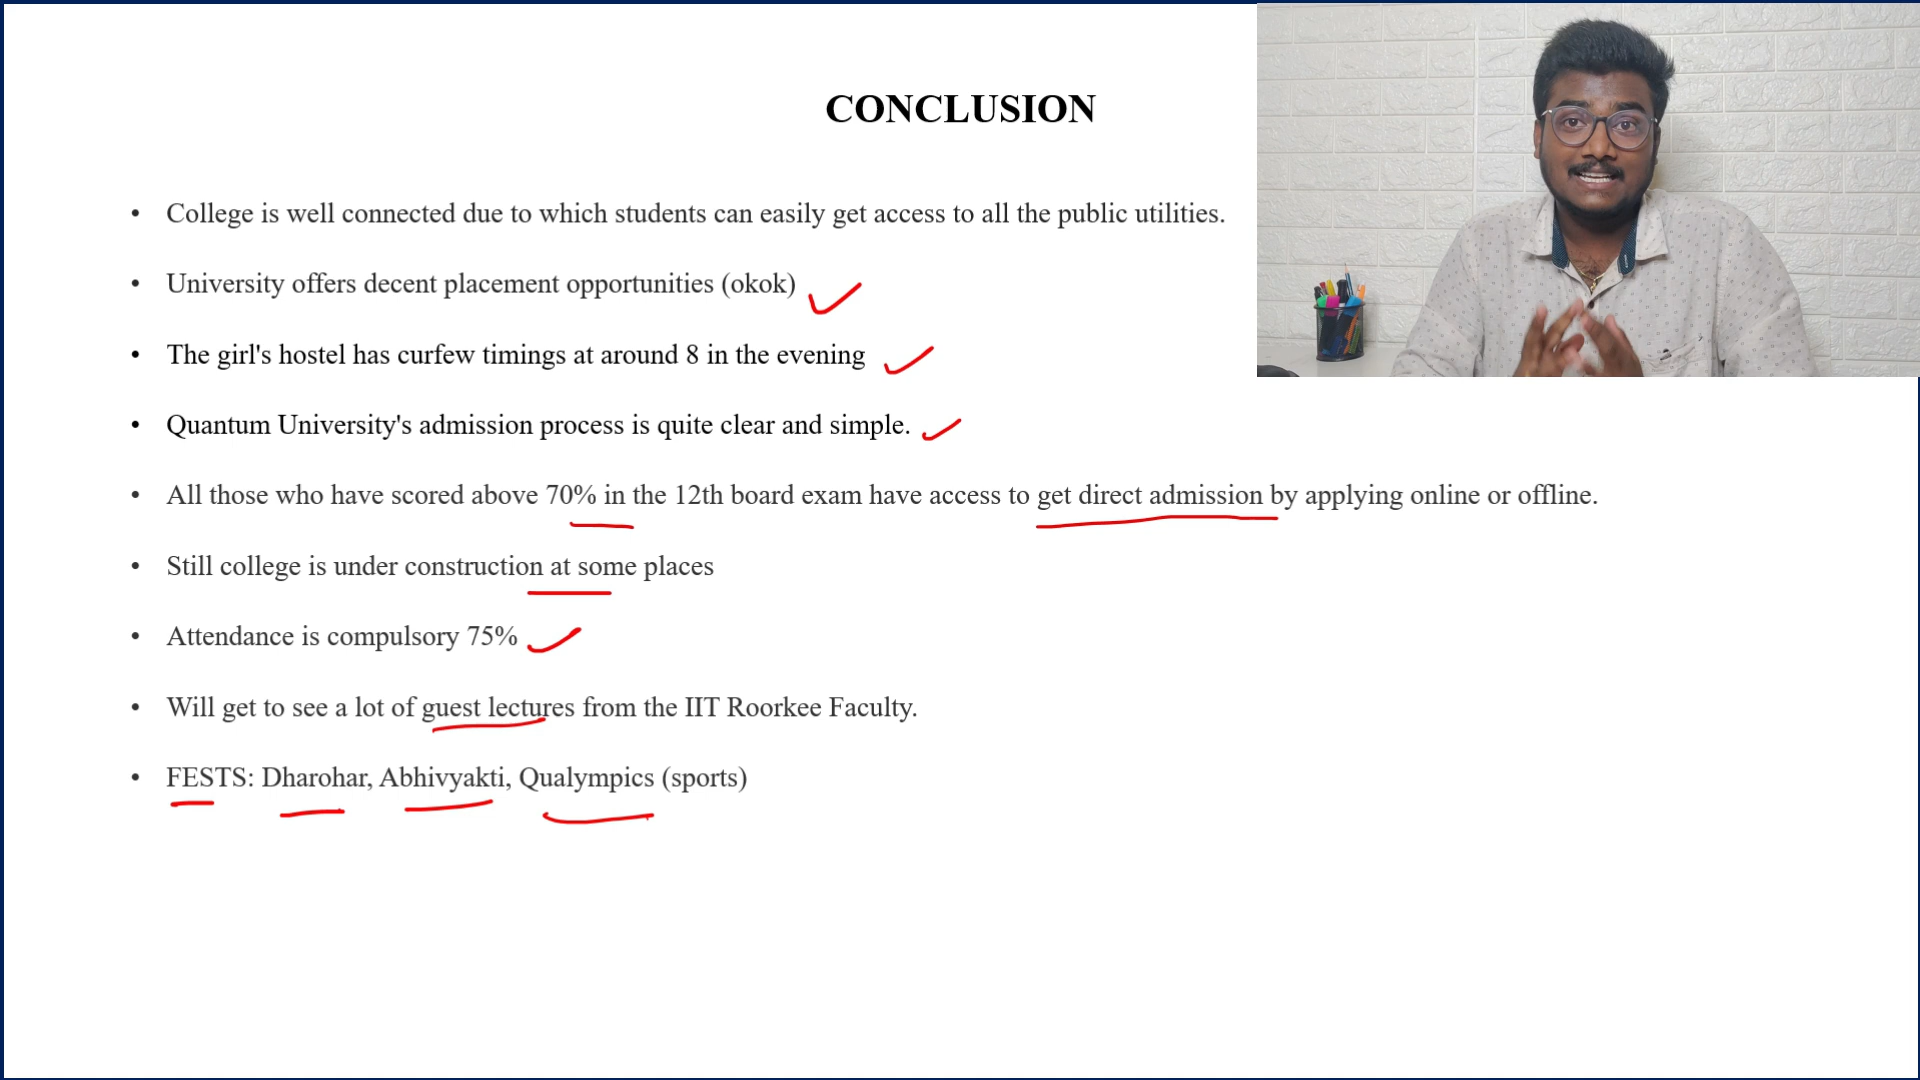 CONCLUSION
• College is well connected due to which students can easily get access to all the public utilities.
• University offers decent placement opportunities (okok)
• The girl's hostel has curfew timings at around 8 in the evening
• Quantum University's admission process is quite clear and simple.
• All those who have scored above 70% in the 12th board exam have access to get direct admission by applying online or offline.
• Still college is under construction at some places
• Attendance is compulsory 75%
• Will get to see a lot of guest lectures from the IIT Roorkee Faculty.
• FESTS: Dharohar, Abhivyakti, Qualympics (sports)